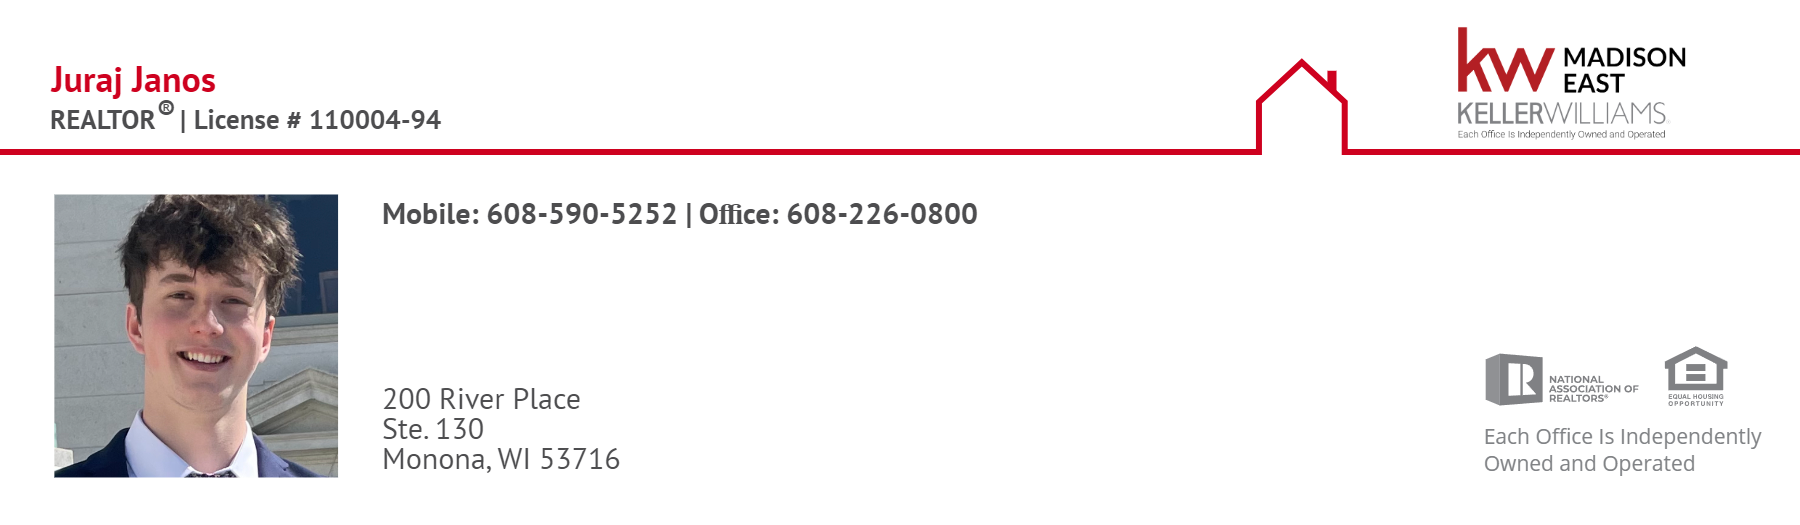 Juraj Janos
REALTOR® | License # 110004-94
kw MADISON
EAST
KELLERWILLIAMS
Each Office Is Independently Owned and Operated
Mobile: 608-590-5252 | Office: 608-226-0800
200 River Place
Ste. 130
Monona, WI 53716
R NATIONAL
ASSOCIATION OF
REALTORS®
EQUAL HOUSING
OPPORTUNITY
Each Office Is Independently
Owned and Operated